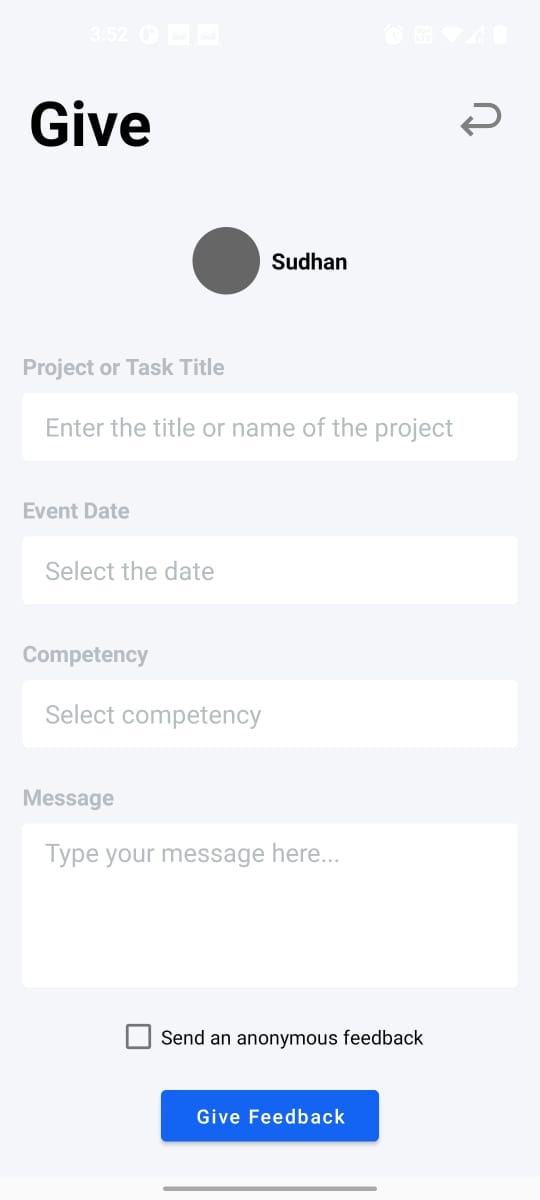 3:52
Give
Sudhan
Project or Task Title
Enter the title or name of the project
Event Date
Select the date
Competency
Select competency
Message
Type your message here...
Send an anonymous feedback
Give Feedback